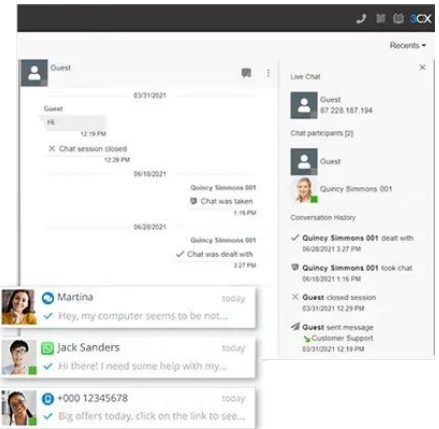 3CX
Recents
Guest
03/31/2021
Guest
Hi
12:19 PM
Chat session closed
12:29 PM
06/18/2021
Quincy Simmons 001
Chat was taken
1:16 PM
06/28/2021
Quincy Simmons 001
Chat was dealt with
3:27 PM
Live Chat
Guest
87.228.187.194
Chat participants [2]
Guest
Quincy Simmons 001
Conversation History
Quincy Simmons 001 dealt with
06/28/2021 3:27 PM
Quincy Simmons 001 took chat
06/18/2021 1:16 PM
Guest closed session
03/31/2021 12:29 PM
Guest sent message
Customer Support
03/31/2021 12:19 PM
Martina today
Hey, my computer seems to be not...
Jack Sanders today
Hi there! I need some help with my...
+000 12345678 today
Big offers today, click on the link to see...